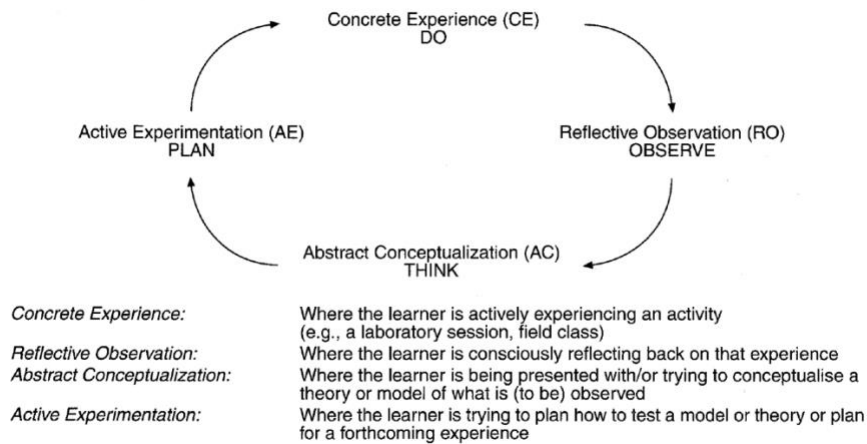 Concrete Experience (CE)
DO
Active Experimentation (AE)
PLAN
Reflective Observation (RO)
OBSERVE
Abstract Conceptualization (AC)
THINK
Concrete Experience: Where the learner is actively experiencing an activity
(e.g., a laboratory session, field class)
Reflective Observation: Where the learner is consciously reflecting back on that experience
Abstract Conceptualization: Where the learner is being presented with/or trying to conceptualise a
theory or model of what is (to be) observed
Active Experimentation: Where the learner is trying to plan how to test a model or theory or plan
for a forthcoming experience